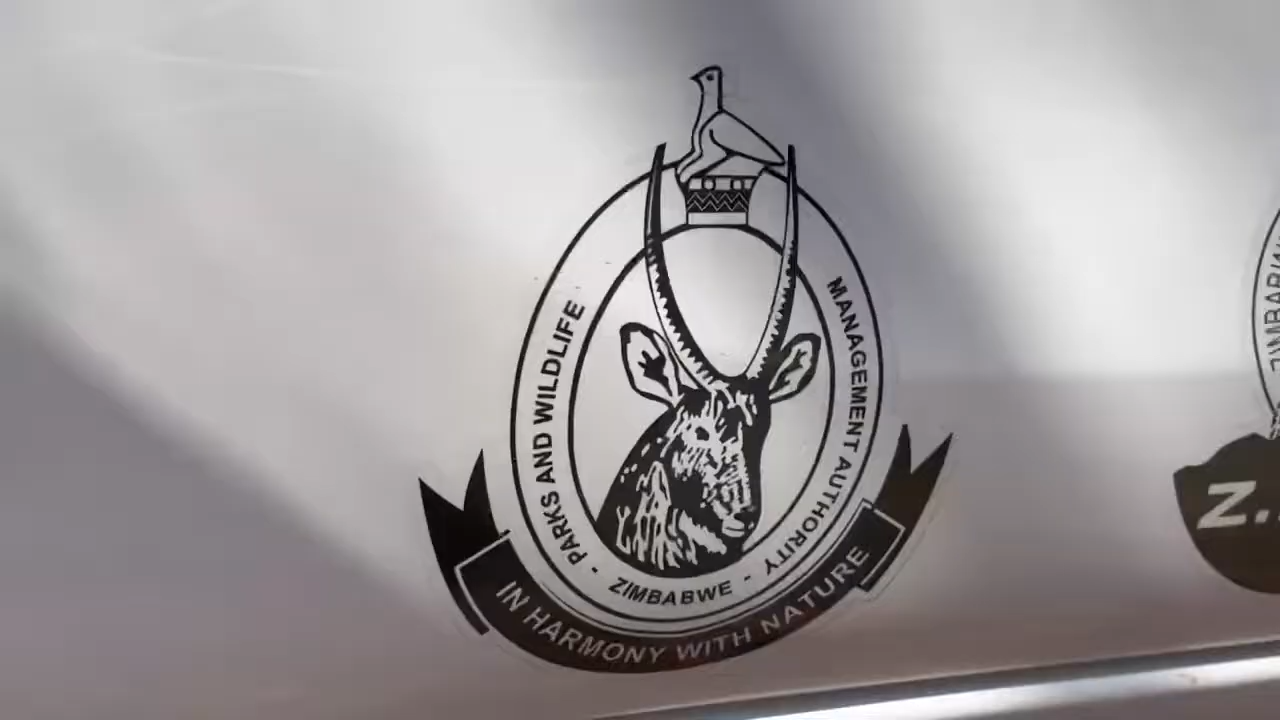 PARKS AND WILDLIFE
MANAGEMENT AUTHORITY
- ZIMBABWE -
IN HARMONY WITH NATURE
Z.